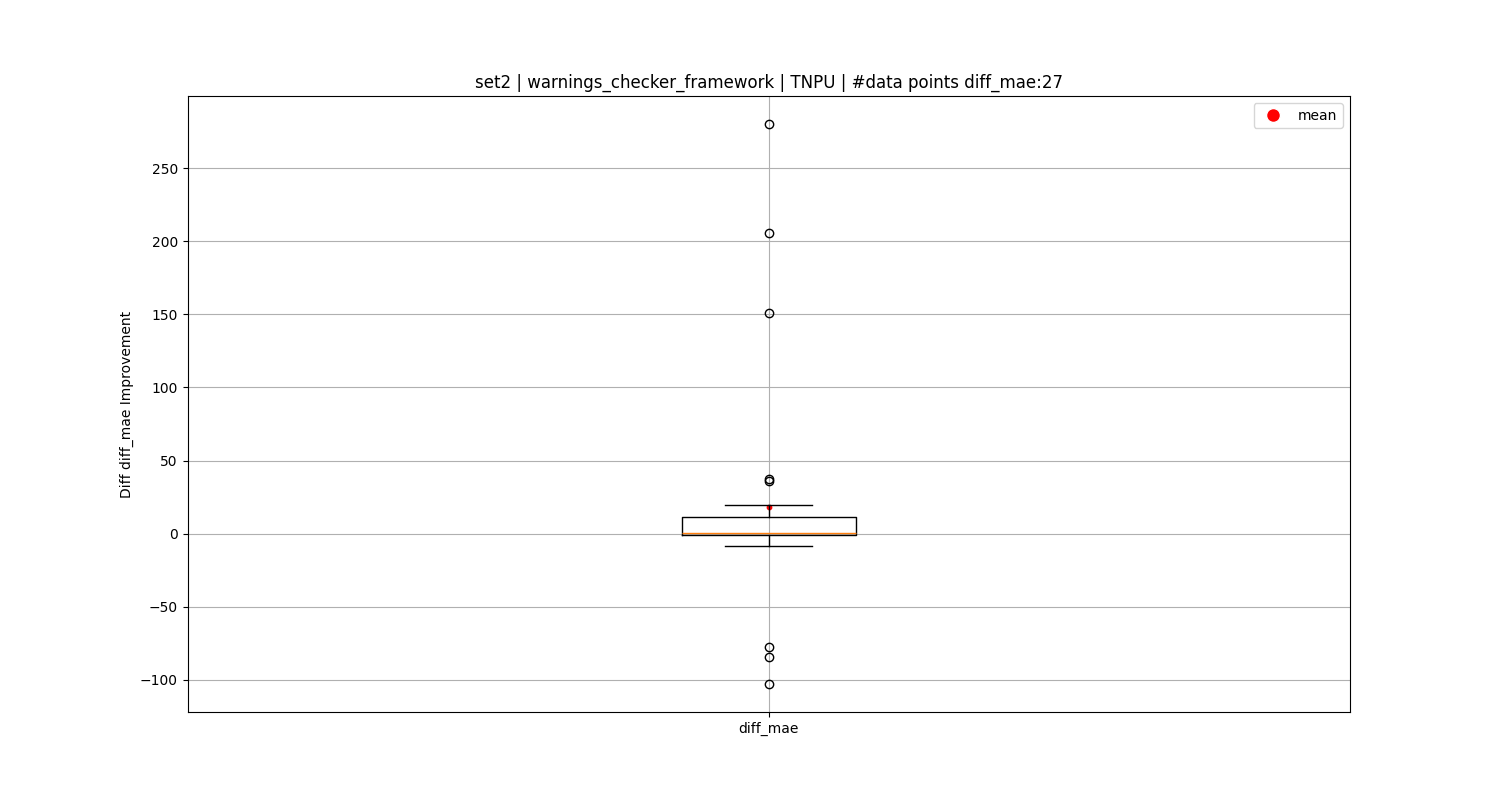 set2 | warnings_checker_framework | TNPU | #data points diff_mae:27
mean
250
200
150
100
50
0
−50
−100
Diff diff_mae Improvement
diff_mae